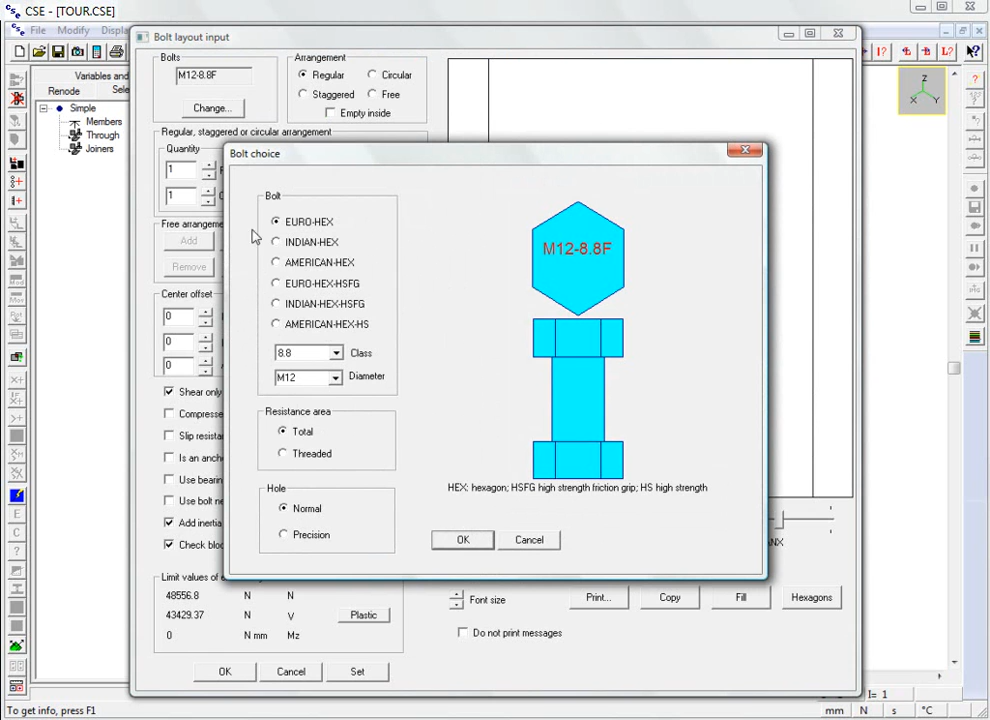 CSE - [TOUR.CSE]
File Modify Displa
Bolt layout input
Variables and
Renode Sele
Simple
Members
Through
Joiners
Bolts
M12-8.8F
Change...
Arrangement
Regular Circular
Staggered Free
Empty inside
Regular, staggered or circular arrangement
Quantity
1
1
Free arrangeme
Add
Remove
Center offset
0
0
0
Shear only
Compresse
Slip resista
Is an ancho
Use bearin
Use bolt ne
Add inertia
Check bloc
Limit values of e
48556.8 N N
43429.37 N V
0 N mm Mz
Plastic
OK Cancel Set
Bolt choice
Bolt
EURO-HEX
INDIAN-HEX
AMERICAN-HEX
EURO-HEX-HSFG
INDIAN-HEX-HSFG
AMERICAN-HEX-HS
8.8 Class
M12 Diameter
Resistance area
Total
Threaded
Hole
Normal
Precision
M12-8.8F
HEX: hexagon; HSFG high strength friction grip; HS high strength
OK Cancel
Font size
Print... Copy Fill Hexagons
Do not print messages
Z
X Y
To get info, press F1
I= 1
mm N s °C